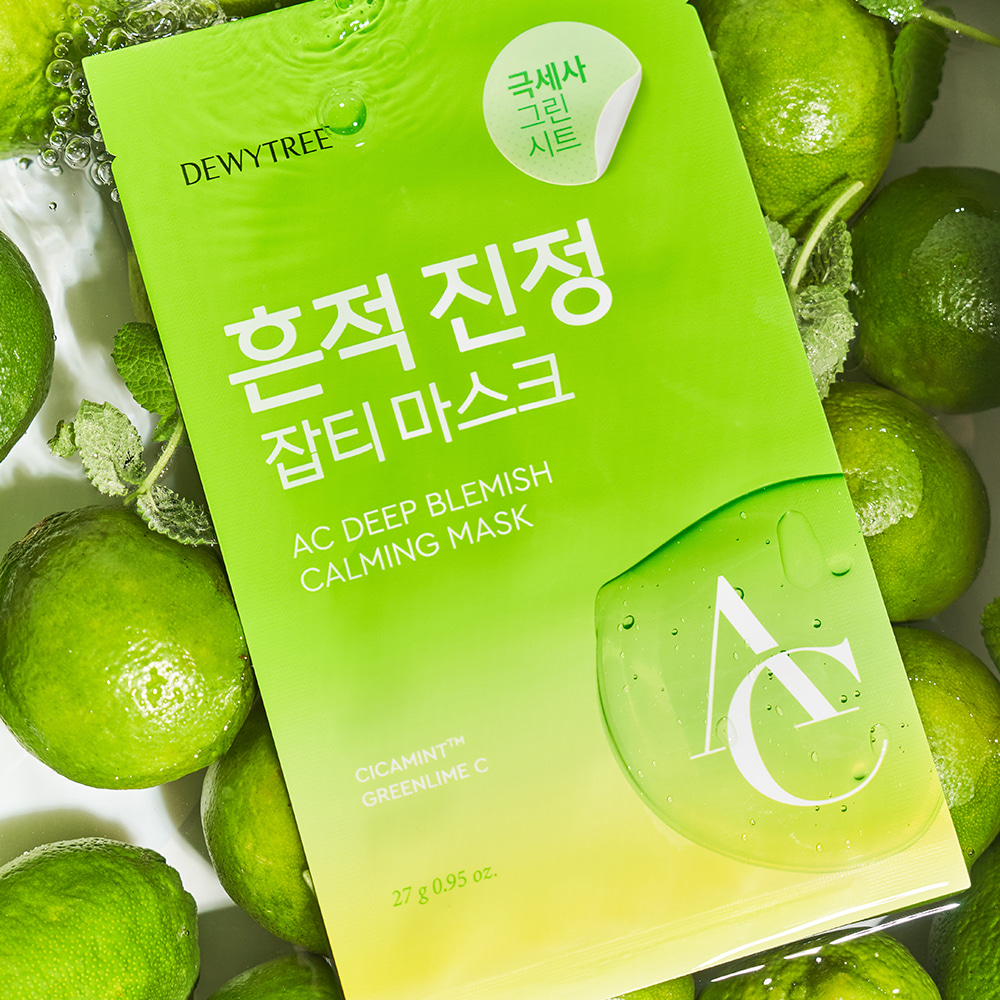 DEWYTREE
극세사
그린
시트
흔적 진정
잡티 마스크
AC DEEP BLEMISH
CALMING MASK
AC
CICAMINT™
GREENLIME C
27 g 0.95 oz.